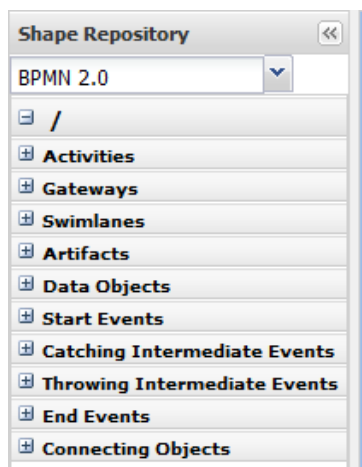 Shape Repository
BPMN 2.0
/
Activities
Gateways
Swimlanes
Artifacts
Data Objects
Start Events
Catching Intermediate Events
Throwing Intermediate Events
End Events
Connecting Objects